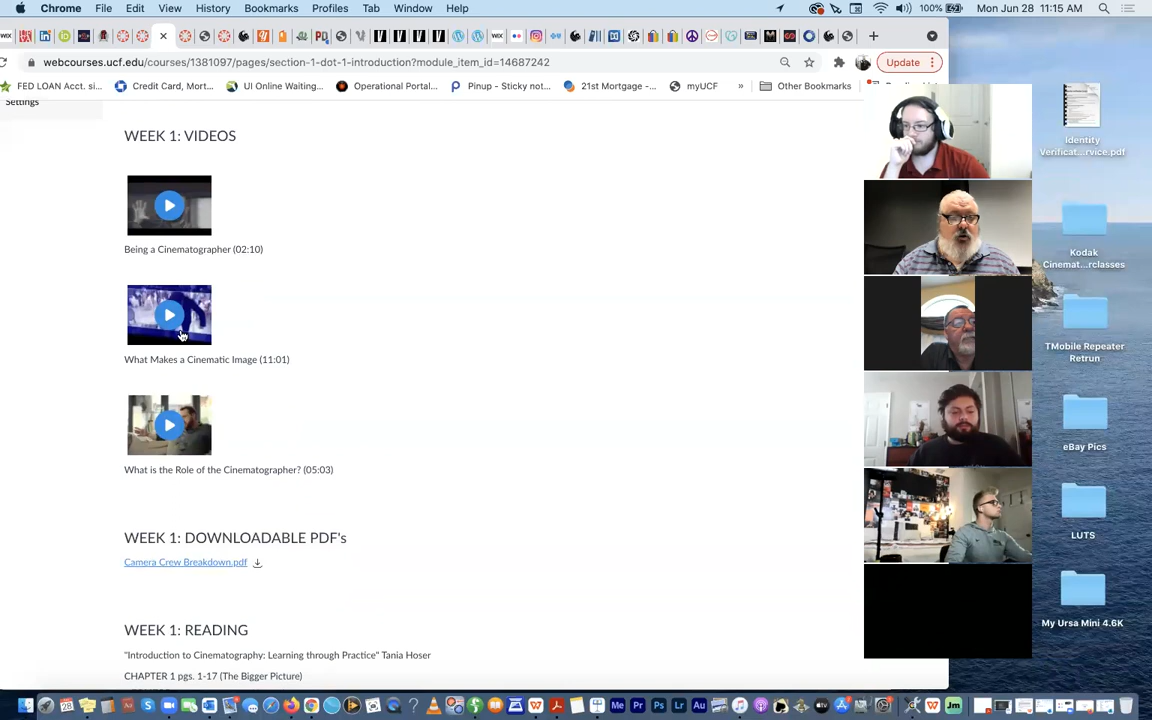 Chrome File Edit View History Bookmarks Profiles Tab Window Help 100% Mon Jun 28 11:15 AM
webcourses.ucf.edu/courses/1381097/pages/section-1-dot-1-introduction?module_item_id=14687242 Update
FED LOAN Acct. si... Credit Card, Mort... UI Online Waiting... Operational Portal... Pinup - Sticky not... 21st Mortgage -... myUCF » Other Bookmarks
Settings
WEEK 1: VIDEOS
Being a Cinematographer (02:10)
What Makes a Cinematic Image (11:01)
What is the Role of the Cinematographer? (05:03)
WEEK 1: DOWNLOADABLE PDF's
Camera Crew Breakdown.pdf
WEEK 1: READING
"Introduction to Cinematography: Learning through Practice" Tania Hoser
CHAPTER 1 pgs. 1-17 (The Bigger Picture)
Identity
Verificat...rvice.pdf
Kodak
Cinemat...rclasses
TMobile Repeater
Retrun
eBay Pics
LUTS
My Ursa Mini 4.6K